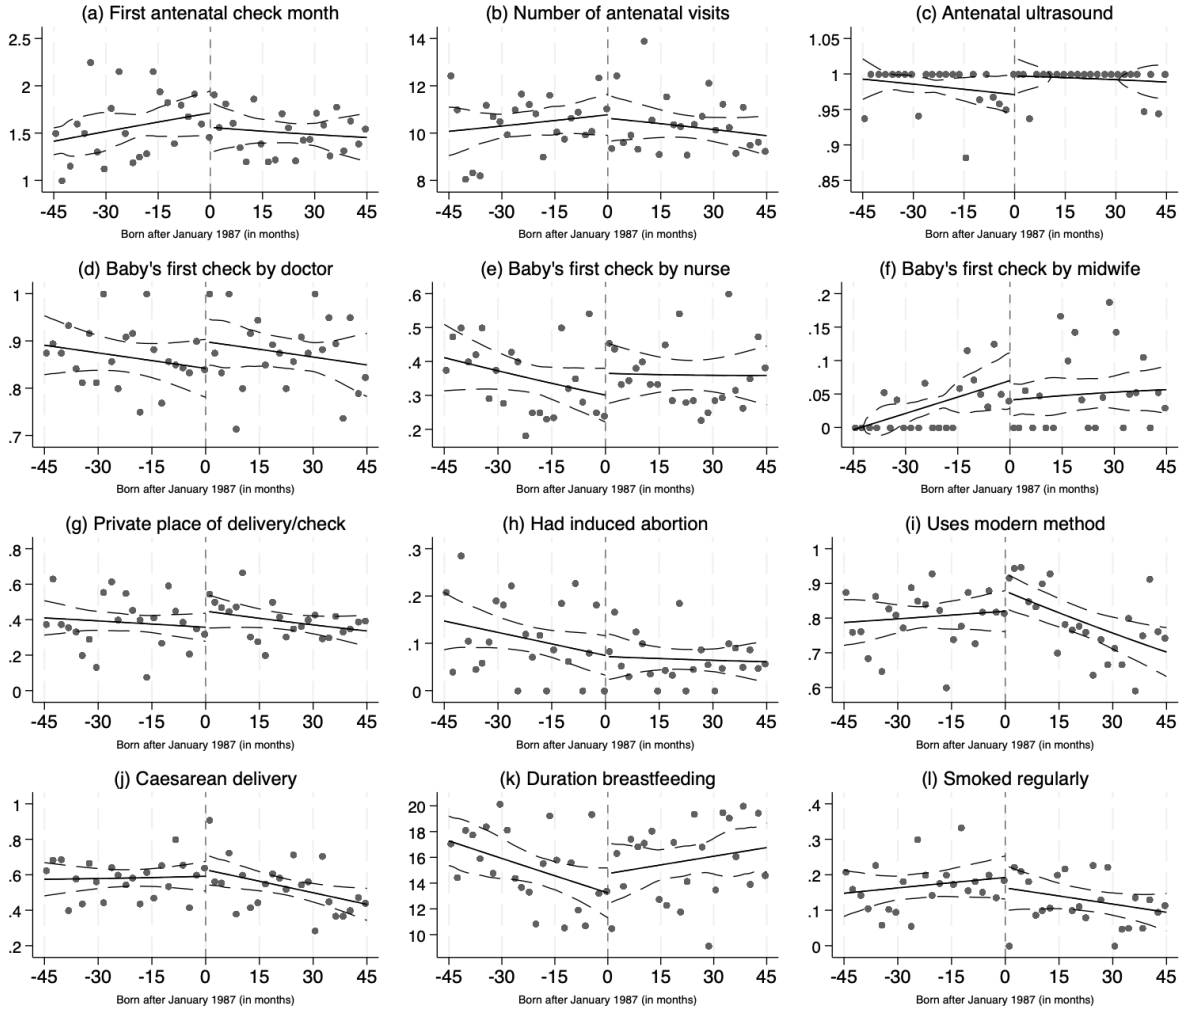 (a) First antenatal check month
2.5
2
1.5
1
-45 -30 -15 0 15 30 45
Born after January 1987 (in months)
(b) Number of antenatal visits
14
12
10
8
-45 -30 -15 0 15 30 45
Born after January 1987 (in months)
(c) Antenatal ultrasound
1.05
1
.95
.9
.85
-45 -30 -15 0 15 30 45
Born after January 1987 (in months)
(d) Baby's first check by doctor
1
.9
.8
.7
-45 -30 -15 0 15 30 45
Born after January 1987 (in months)
(e) Baby's first check by nurse
.6
.5
.4
.3
.2
-45 -30 -15 0 15 30 45
Born after January 1987 (in months)
(f) Baby's first check by midwife
.2
.15
.1
.05
0
-45 -30 -15 0 15 30 45
Born after January 1987 (in months)
(g) Private place of delivery/check
.8
.6
.4
.2
0
-45 -30 -15 0 15 30 45
Born after January 1987 (in months)
(h) Had induced abortion
.3
.2
.1
0
-45 -30 -15 0 15 30 45
Born after January 1987 (in months)
(i) Uses modern method
1
.9
.8
.7
.6
-45 -30 -15 0 15 30 45
Born after January 1987 (in months)
(j) Caesarean delivery
1
.8
.6
.4
.2
-45 -30 -15 0 15 30 45
Born after January 1987 (in months)
(k) Duration breastfeeding
20
18
16
14
12
10
-45 -30 -15 0 15 30 45
Born after January 1987 (in months)
(l) Smoked regularly
.4
.3
.2
.1
0
-45 -30 -15 0 15 30 45
Born after January 1987 (in months)